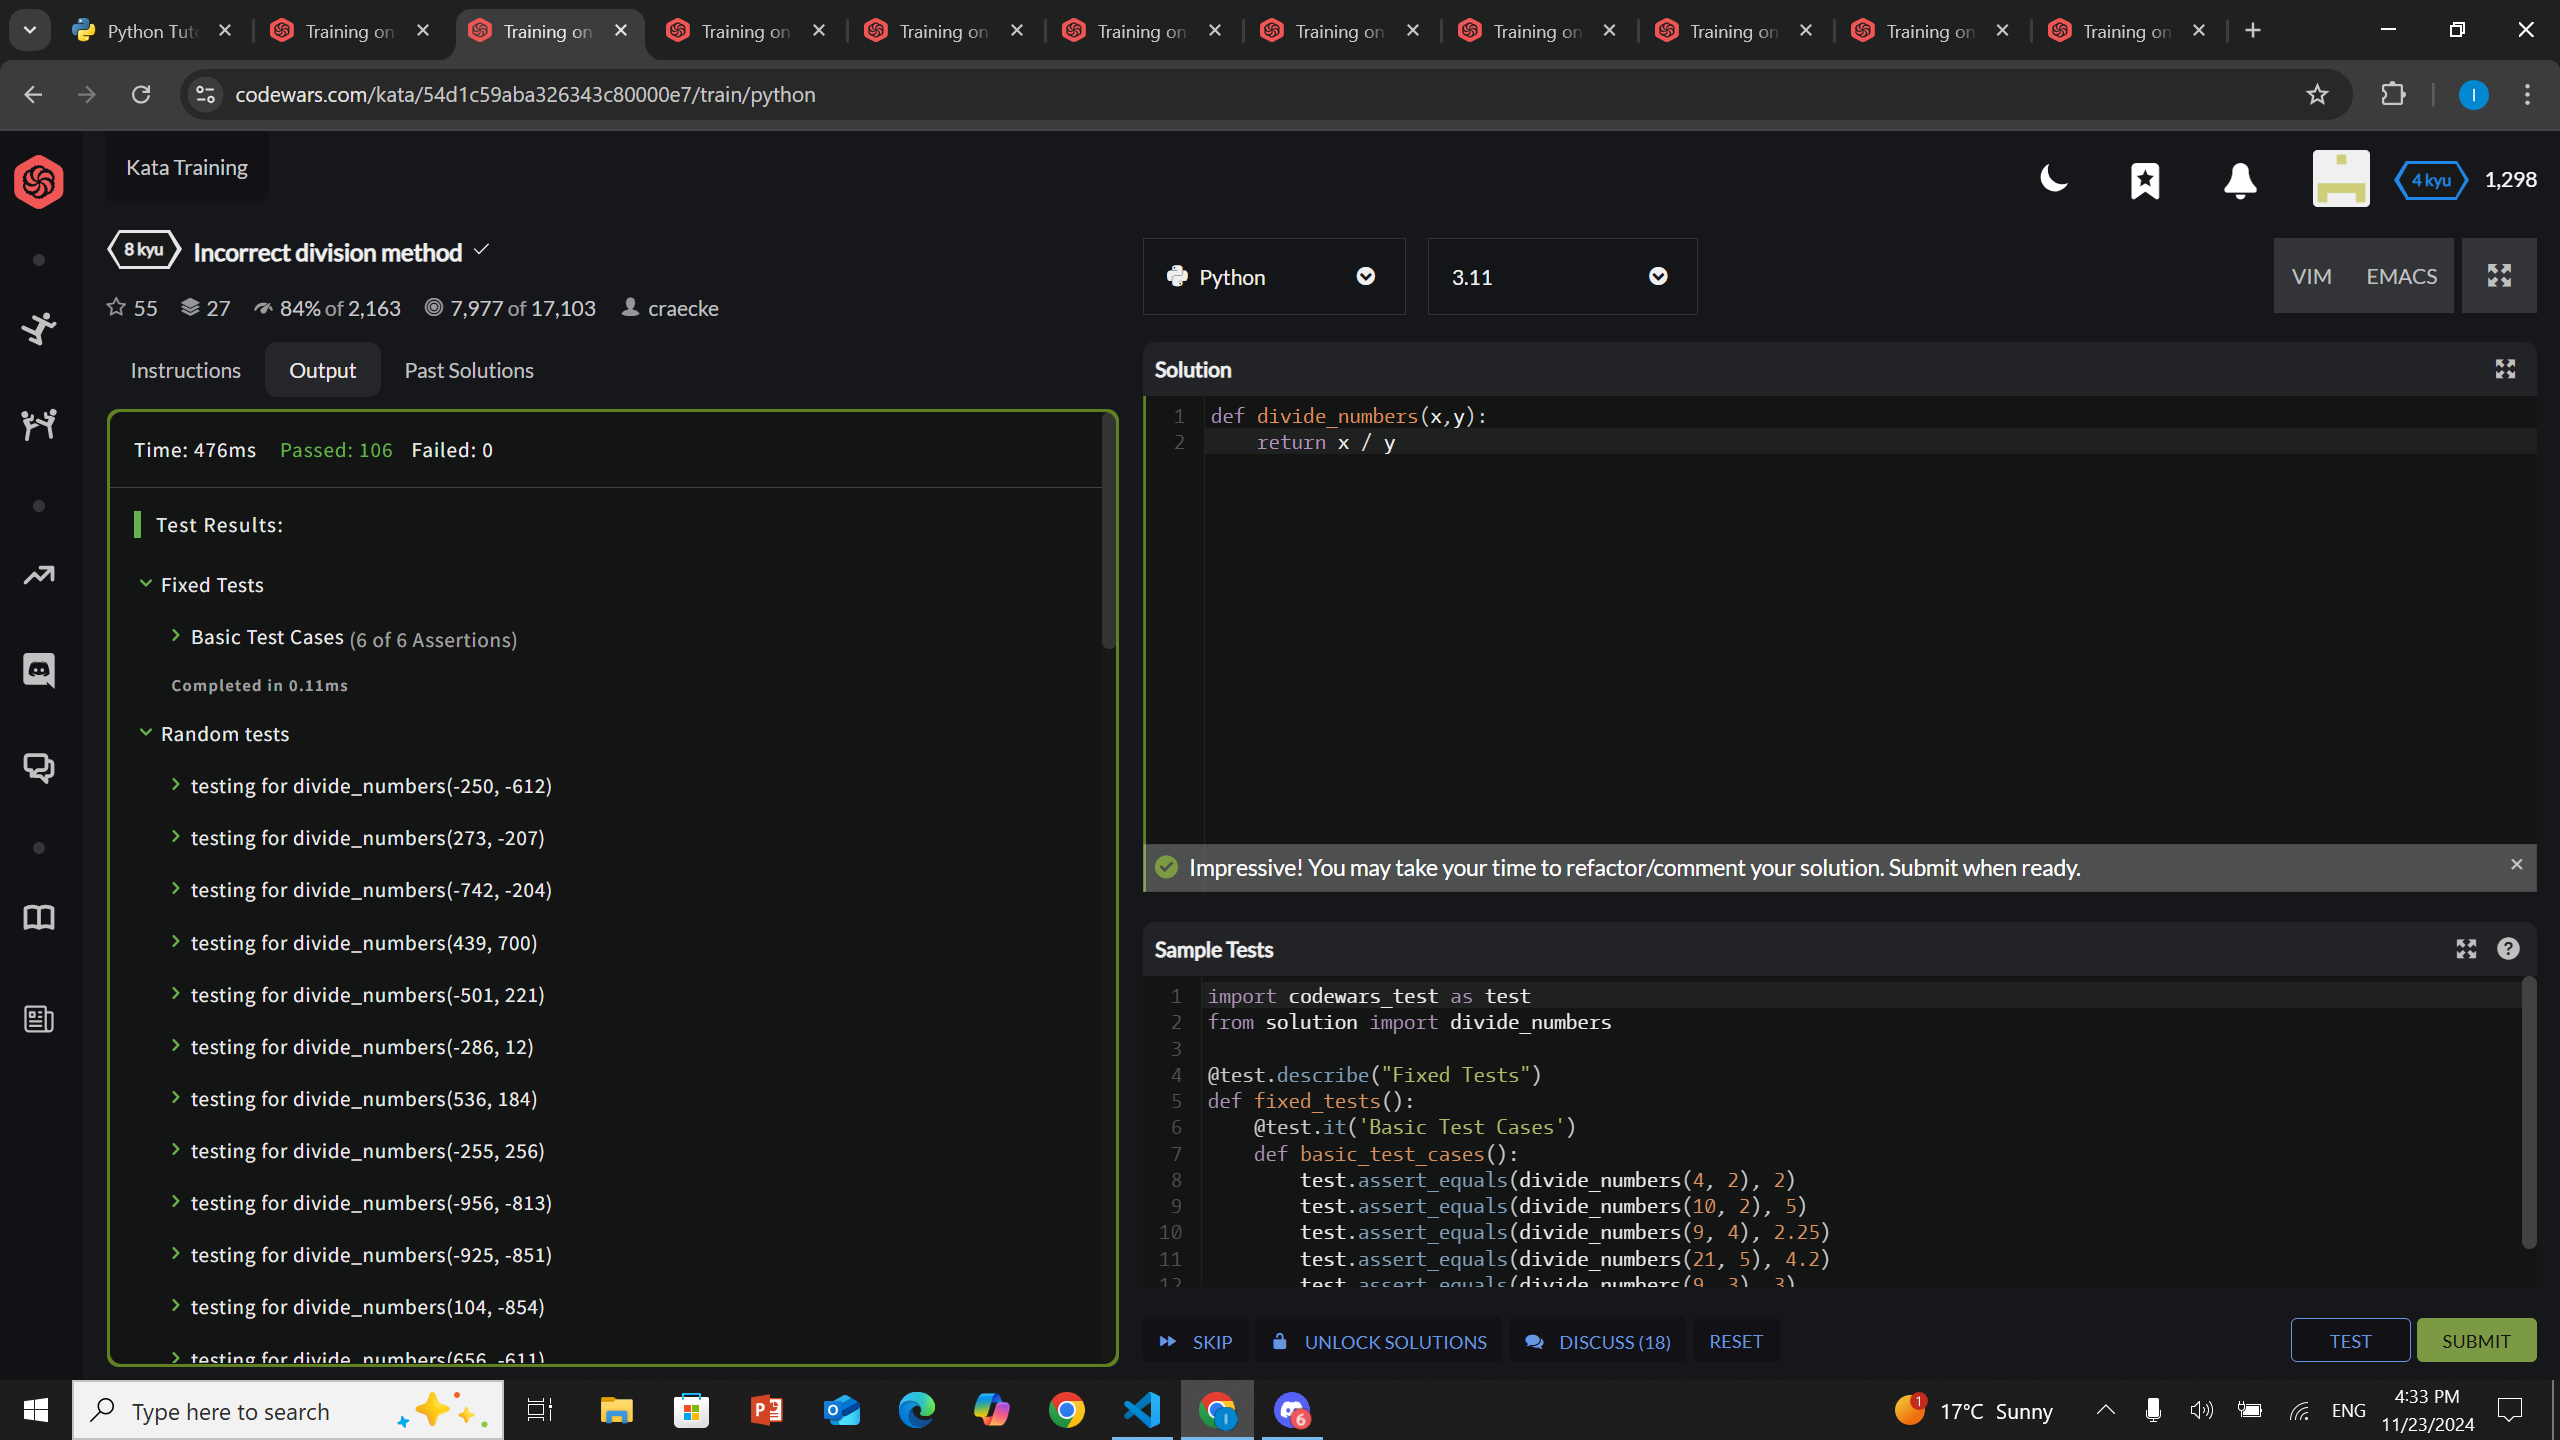 Python Tut
Training on
Training on
Training on
Training on
Training on
Training on
Training on
Training on
Training on
Training on
codewars.com/kata/54d1c59aba326343c80000e7/train/python
I
Kata Training
4 kyu 1,298
8 kyu Incorrect division method
55 27 84% of 2,163 7,977 of 17,103 craecke
Instructions Output Past Solutions
Time: 476ms Passed: 106 Failed: 0
Test Results:
Fixed Tests
Basic Test Cases (6 of 6 Assertions)
Completed in 0.11ms
Random tests
testing for divide_numbers(-250, -612)
testing for divide_numbers(273, -207)
testing for divide_numbers(-742, -204)
testing for divide_numbers(439, 700)
testing for divide_numbers(-501, 221)
testing for divide_numbers(-286, 12)
testing for divide_numbers(536, 184)
testing for divide_numbers(-255, 256)
testing for divide_numbers(-956, -813)
testing for divide_numbers(-925, -851)
testing for divide_numbers(104, -854)
testing for divide_numbers(656, -611)
Python 3.11 VIM EMACS
Solution
1 def divide_numbers(x,y):
2 return x / y
Impressive! You may take your time to refactor/comment your solution. Submit when ready.
Sample Tests
1 import codewars_test as test
2 from solution import divide_numbers
3
4 @test.describe("Fixed Tests")
5 def fixed_tests():
6 @test.it('Basic Test Cases')
7 def basic_test_cases():
8 test.assert_equals(divide_numbers(4, 2), 2)
9 test.assert_equals(divide_numbers(10, 2), 5)
10 test.assert_equals(divide_numbers(9, 4), 2.25)
11 test.assert_equals(divide_numbers(21, 5), 4.2)
12 test.assert_equals(divide_numbers(9, 3), 3)
SKIP UNLOCK SOLUTIONS DISCUSS (18) RESET TEST SUBMIT
Type here to search
6
1
17°C Sunny
ENG
4:33 PM
11/23/2024